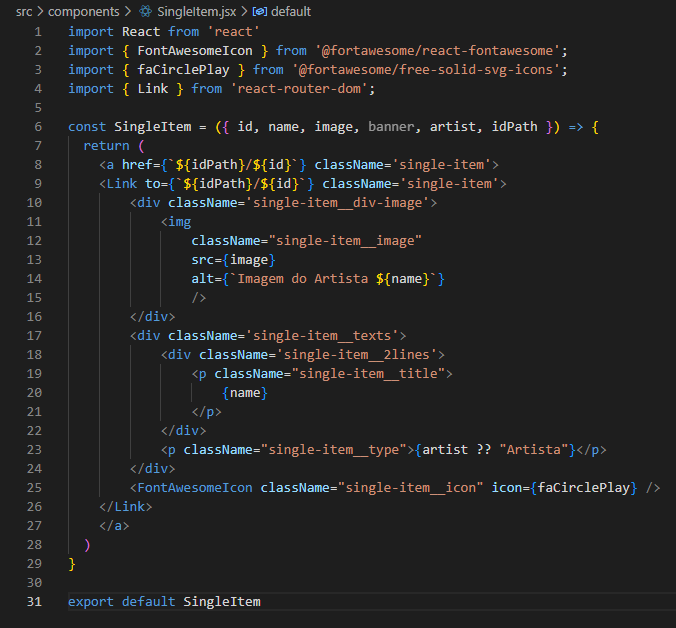 src > components > SingleItem.jsx > default
1 import React from 'react'
2 import { FontAwesomeIcon } from '@fortawesome/react-fontawesome';
3 import { faCirclePlay } from '@fortawesome/free-solid-svg-icons';
4 import { Link } from 'react-router-dom';
5
6 const SingleItem = ({ id, name, image, banner, artist, idPath }) => {
7   return (
8     <a href={`${idPath}/${id}`} className='single-item'>
9     <Link to={`${idPath}/${id}`} className='single-item'>
10         <div className='single-item__div-image'>
11             <img
12                 className="single-item__image"
13                 src={image}
14                 alt={`Imagem do Artista ${name}`}
15                 />
16         </div>
17         <div className='single-item__texts'>
18             <div className='single-item__2lines'>
19                 <p className="single-item__title">
20                     {name}
21                 </p>
22             </div>
23             <p className="single-item__type">{artist ?? "Artista"}</p>
24         </div>
25         <FontAwesomeIcon className="single-item__icon" icon={faCirclePlay} />
26     </Link>
27     </a>
28   )
29 }
30
31 export default SingleItem